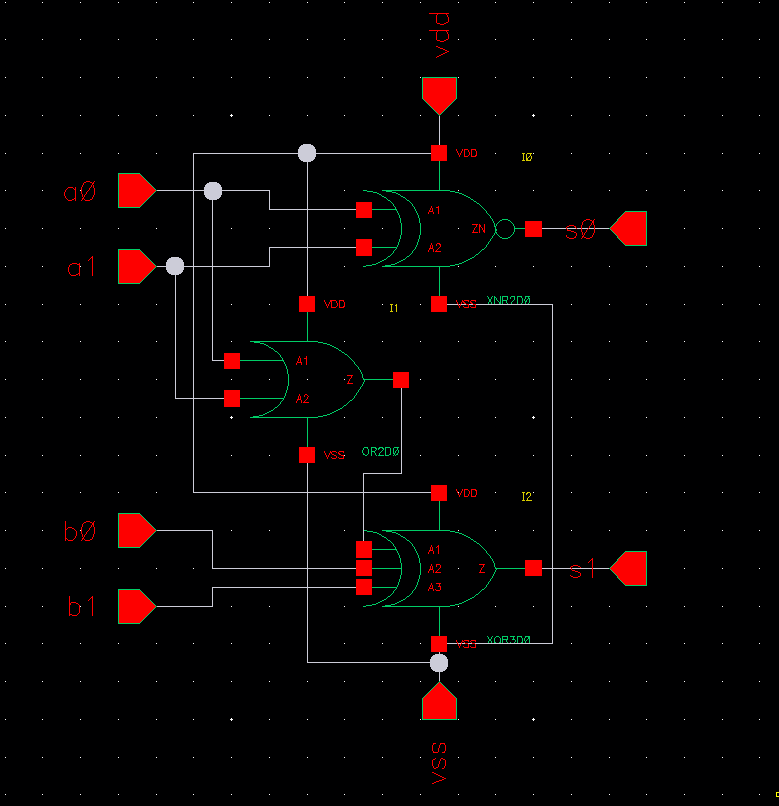 vdd
VDD
I0
a0
A1
s0
ZN
A2
a1
VSS
XNR2D0
VDD
I1
A1
Z
A2
VSS
OR2D0
VDD
I2
b0
A1
A2
Z
s1
A3
b1
VSS
XOR3D0
vss